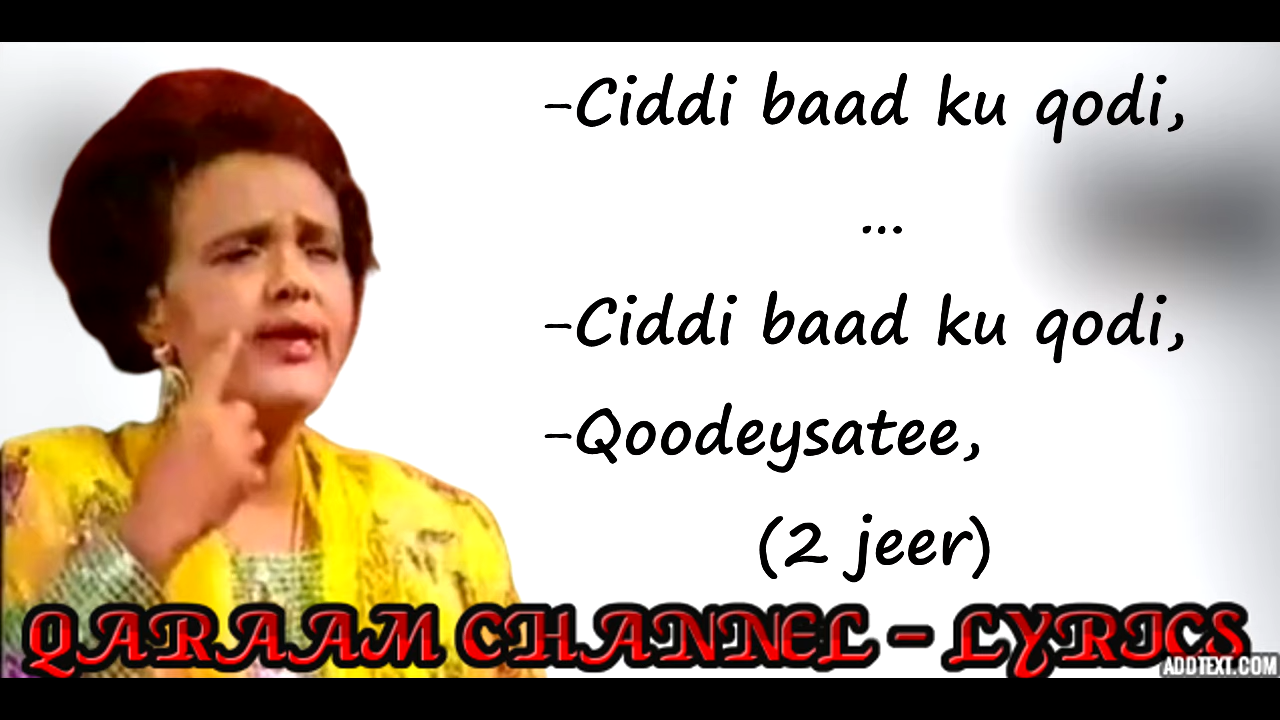 -Ciddi baad ku qodi,
...
-Ciddi baad ku qodi,
-Qoodeysatee,
(2 jeer)
QARAAM CHANNEL - LYRICS
ADDTEXT.COM